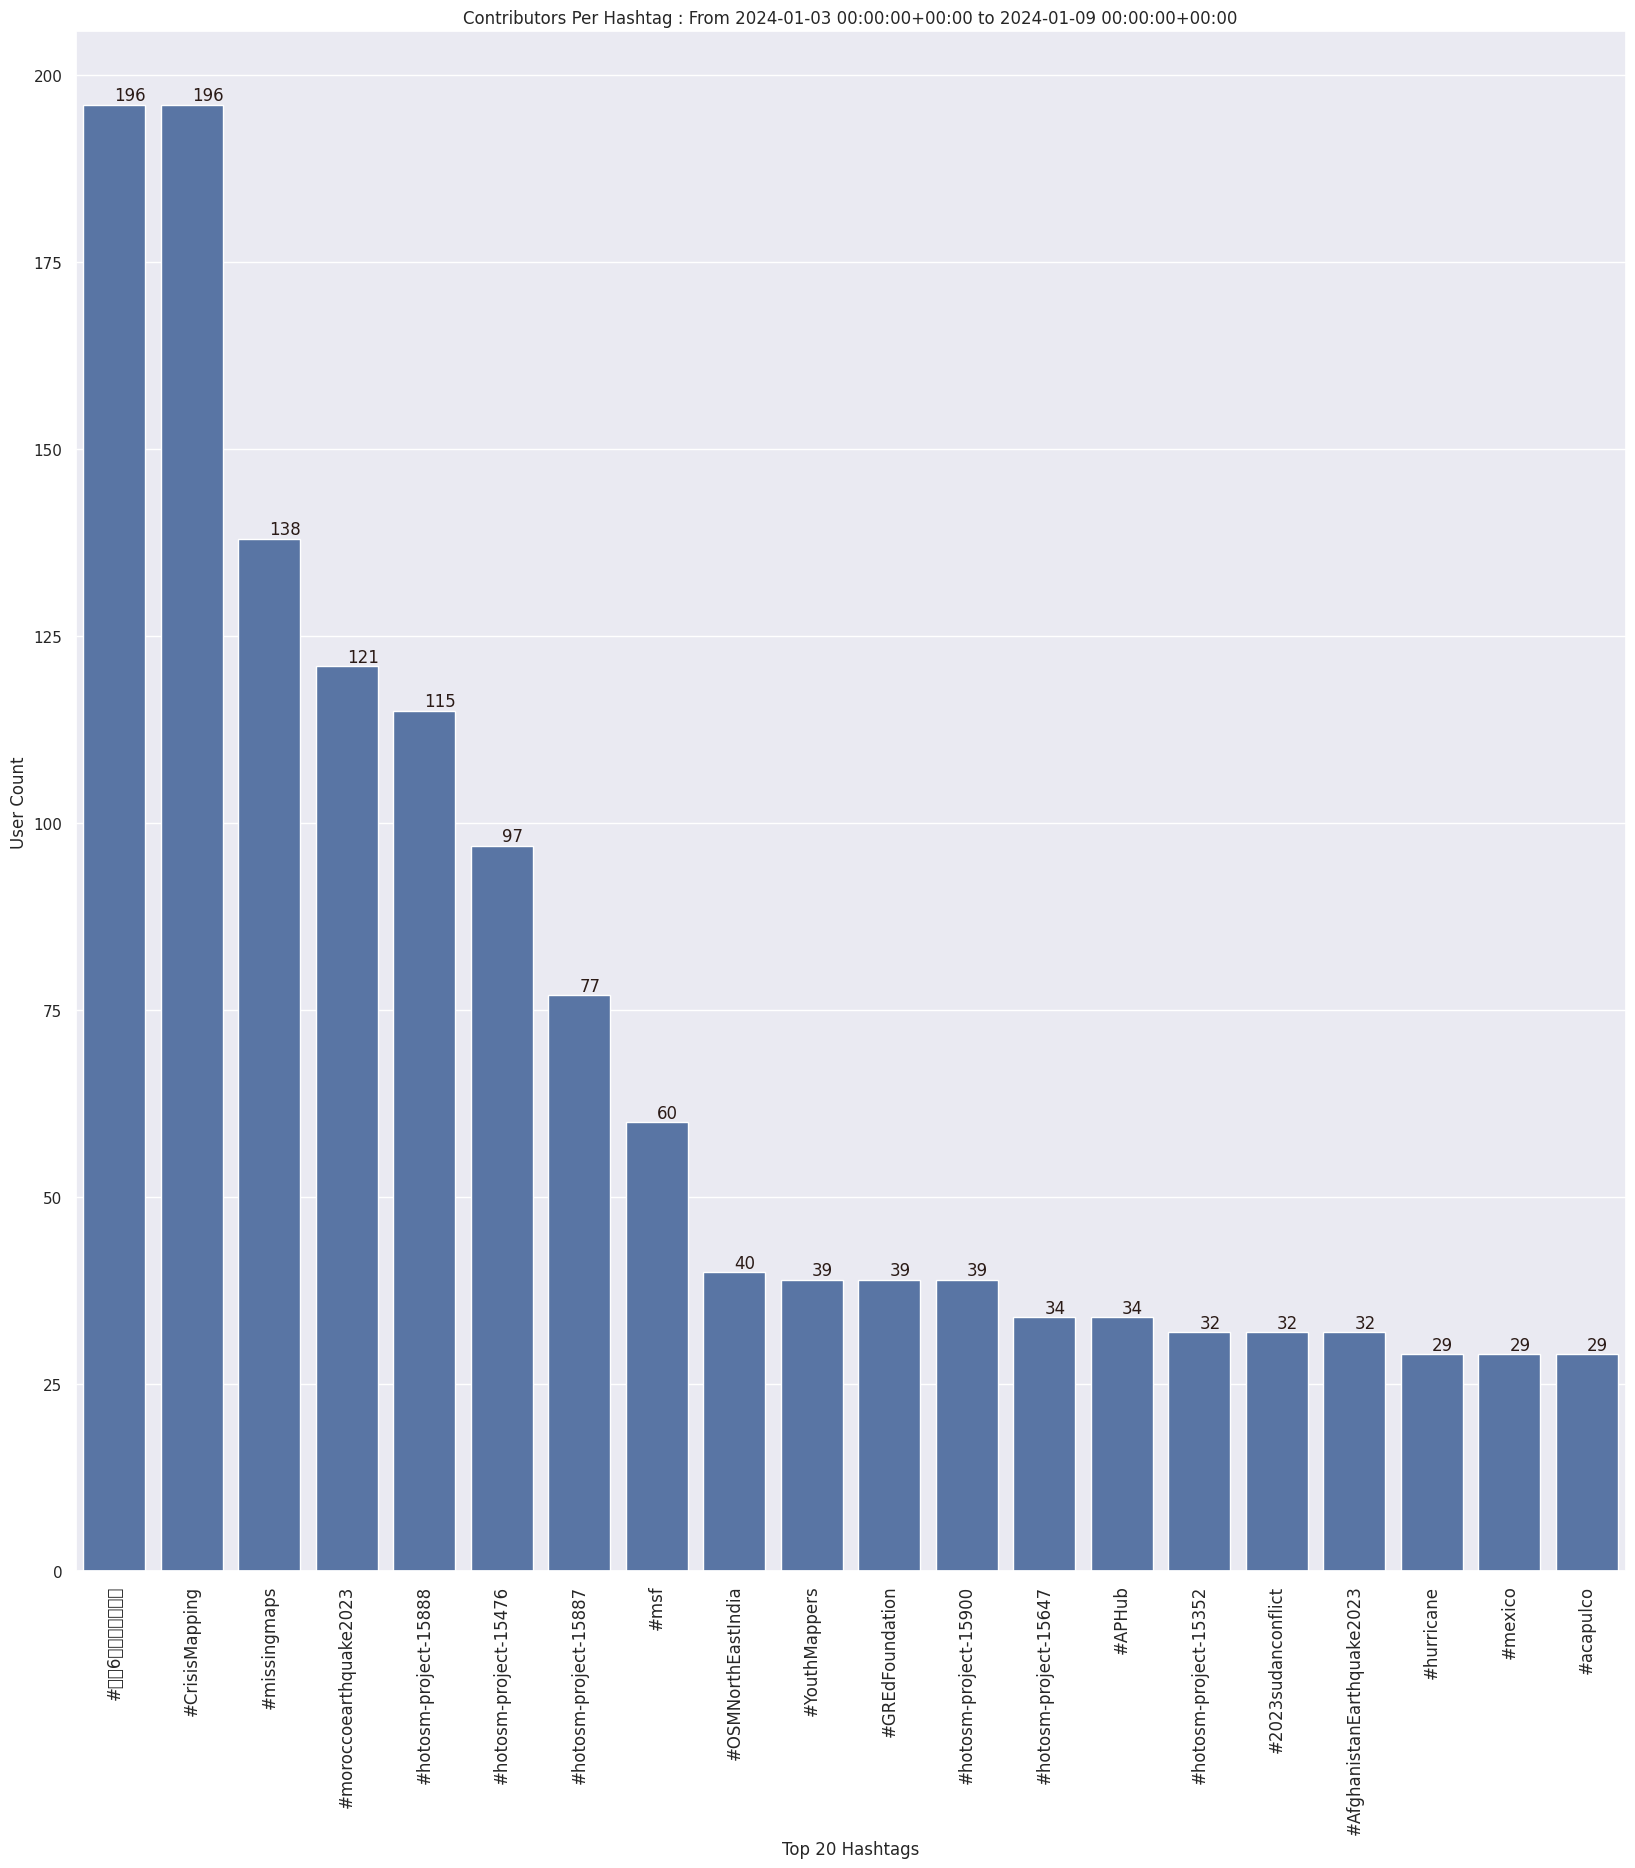 Contributors Per Hashtag : From 2024-01-03 00:00:00+00:00 to 2024-01-09 00:00:00+00:00
200
175
150
125
100
75
50
25
0
User Count
196
196
138
121
115
97
77
60
40
39
39
39
34
34
32
32
32
29
29
29
#CrisisMapping
#missingmaps
#moroccoearthquake2023
#hotosm-project-15888
#hotosm-project-15476
#hotosm-project-15887
#msf
#OSMNorthEastIndia
#YouthMappers
#GREdFoundation
#hotosm-project-15900
#hotosm-project-15647
#APHub
#hotosm-project-15352
#2023sudanconflict
#AfghanistanEarthquake2023
#hurricane
#mexico
#acapulco
Top 20 Hashtags